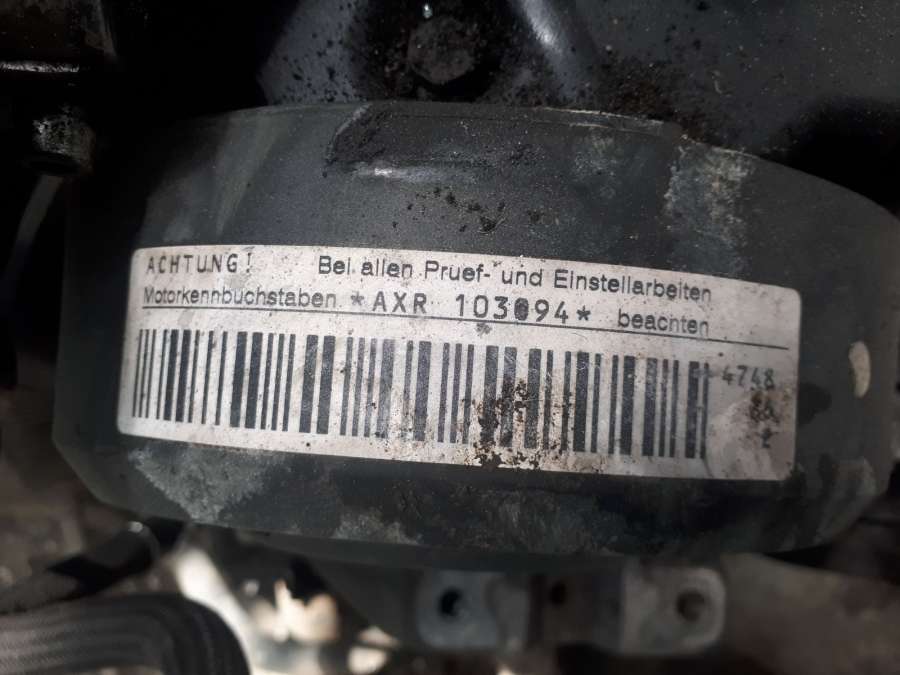 ACHTUNG! Bei allen Pruef- und Einstellarbeiten
Motorkennbuchstaben *AXR 103094* beachten
4748